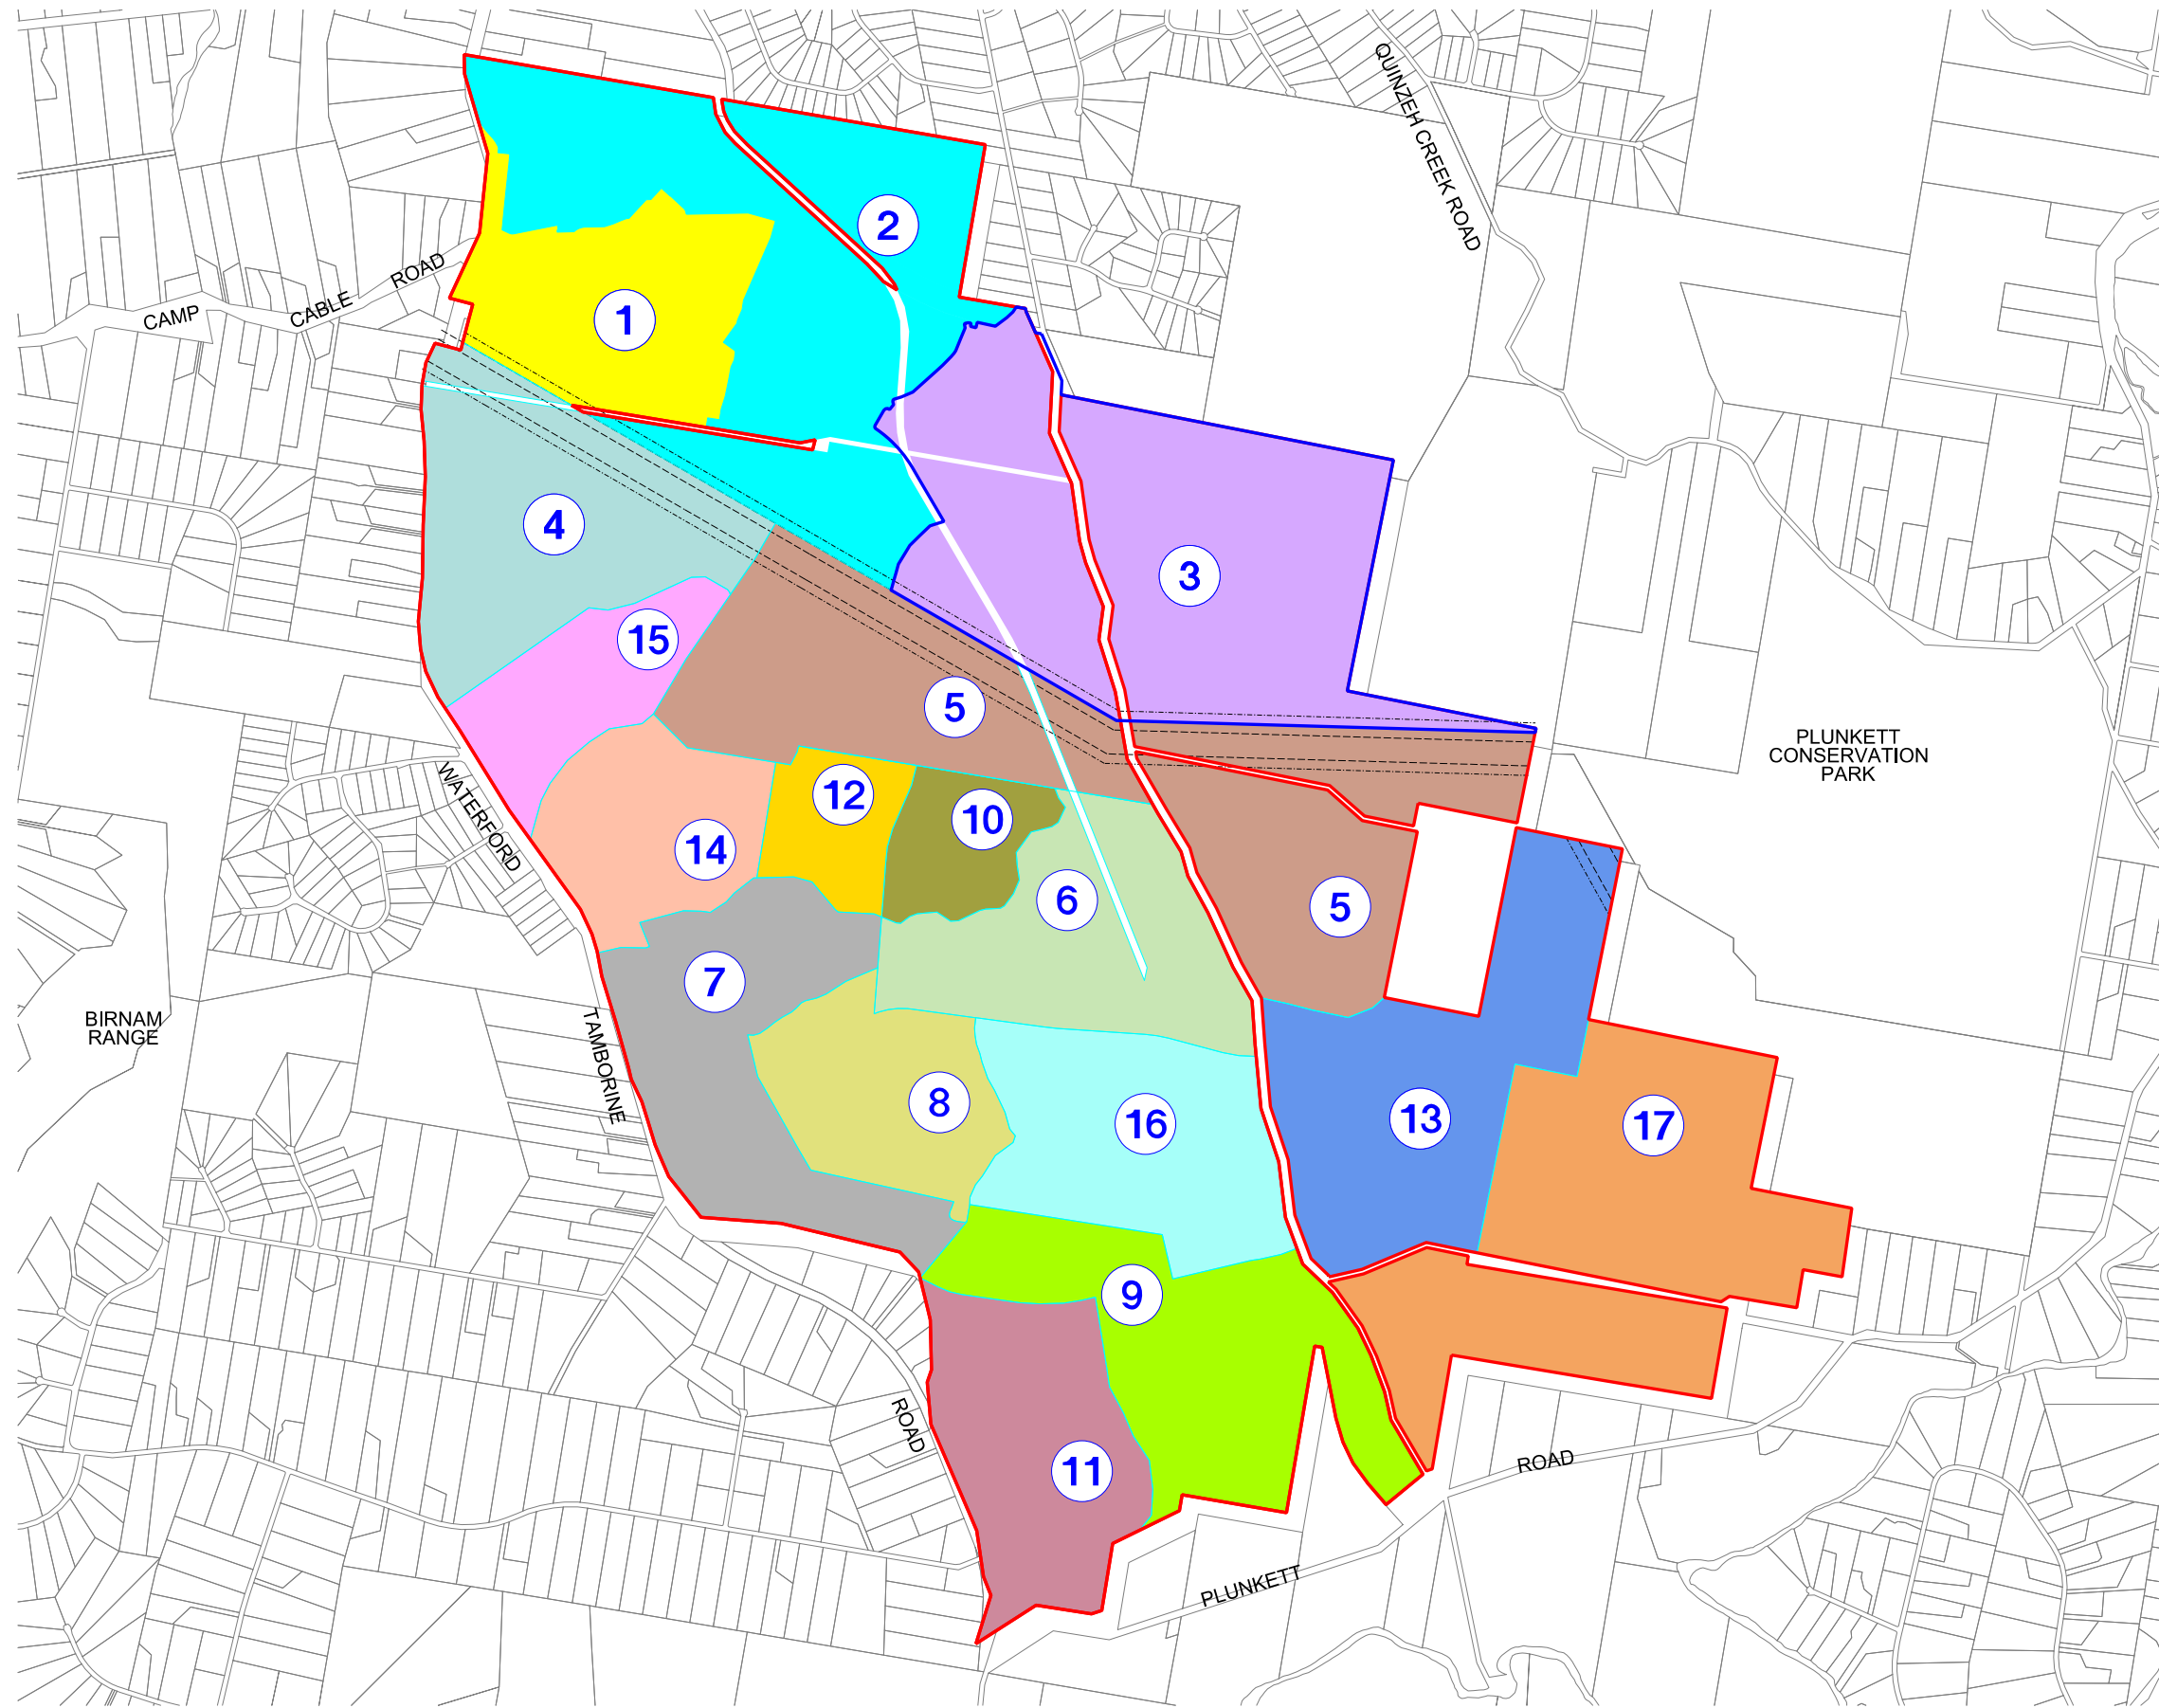 QUINZEH CREEK ROAD
2
CAMP CABLE ROAD
1
4
3
15
5
PLUNKETT
CONSERVATION
PARK
12
10
14
6
5
WATERFORD
7
BIRNAM
RANGE
TAMBORINE
8
16
13
17
9
ROAD
11
ROAD
PLUNKETT